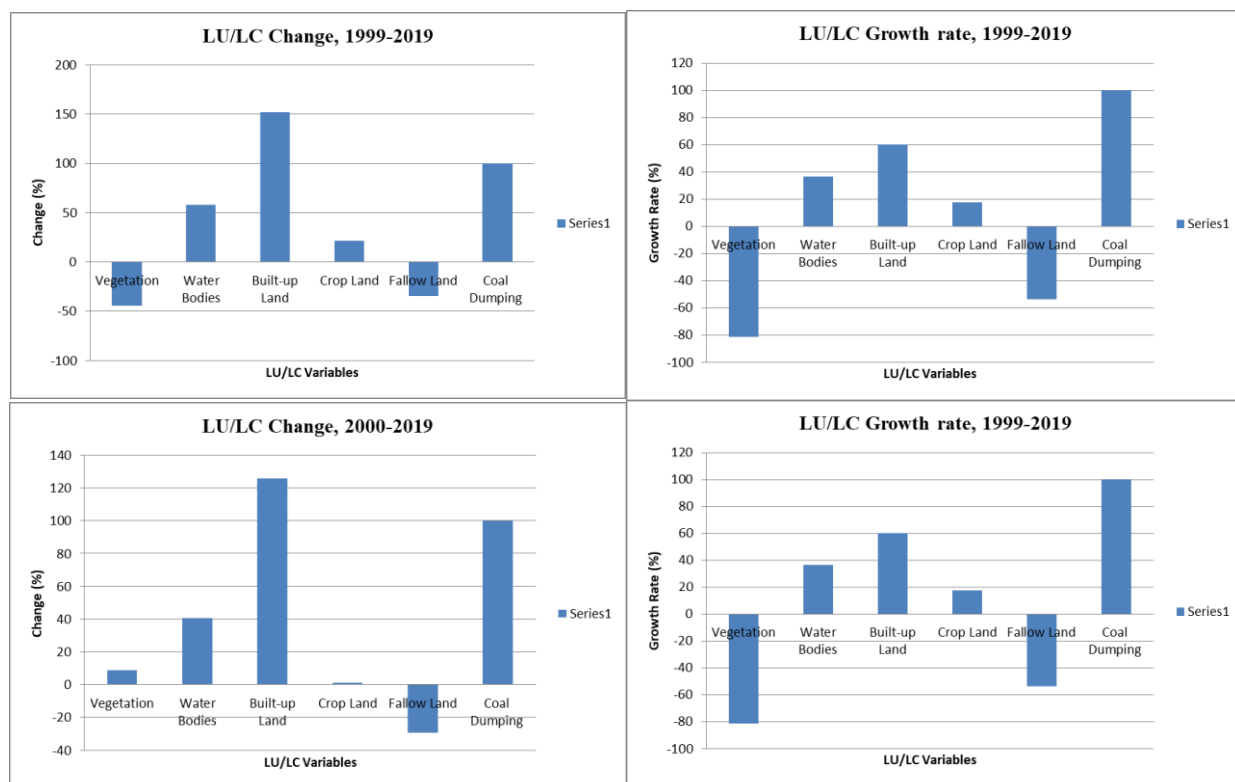 LU/LC Change, 1999-2019
200
150
100
50
0
-50
-100
Change (%)
Vegetation
Water
Bodies
Built-up
Land
Crop Land
Fallow Land
Coal
Dumping
Series1
LU/LC Variables
LU/LC Growth rate, 1999-2019
120
100
80
60
40
20
0
-20
-40
-60
-80
-100
Growth Rate (%)
Vegetation
Water
Bodies
Built-up
Land
Crop Land
Fallow Land
Coal
Dumping
Series1
LU/LC Variables
LU/LC Change, 2000-2019
140
120
100
80
60
40
20
0
-20
-40
Change (%)
Vegetation
Water
Bodies
Built-up
Land
Crop Land
Fallow Land
Coal
Dumping
Series1
LU/LC Variables
LU/LC Growth rate, 1999-2019
120
100
80
60
40
20
0
-20
-40
-60
-80
-100
Growth Rate (%)
Vegetation
Water
Bodies
Built-up
Land
Crop Land
Fallow Land
Coal
Dumping
Series1
LU/LC Variables